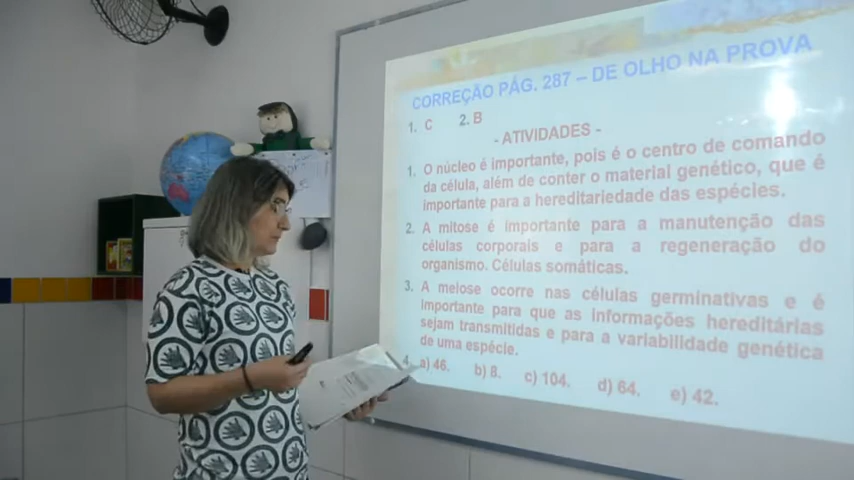 CORREÇÃO PÁG. 287 – DE OLHO NA PROVA
1. C 2. B
- ATIVIDADES -
1. O núcleo é importante, pois é o centro de comando
da célula, além de conter o material genético, que é
importante para a hereditariedade das espécies.
2. A mitose é importante para a manutenção das
células corporais e para a regeneração do
organismo. Células somáticas.
3. A meiose ocorre nas células germinativas e é
importante para que as informações hereditárias
sejam transmitidas e para a variabilidade genética
de uma espécie.
4. a) 46. b) 8. c) 104. d) 64. e) 42.